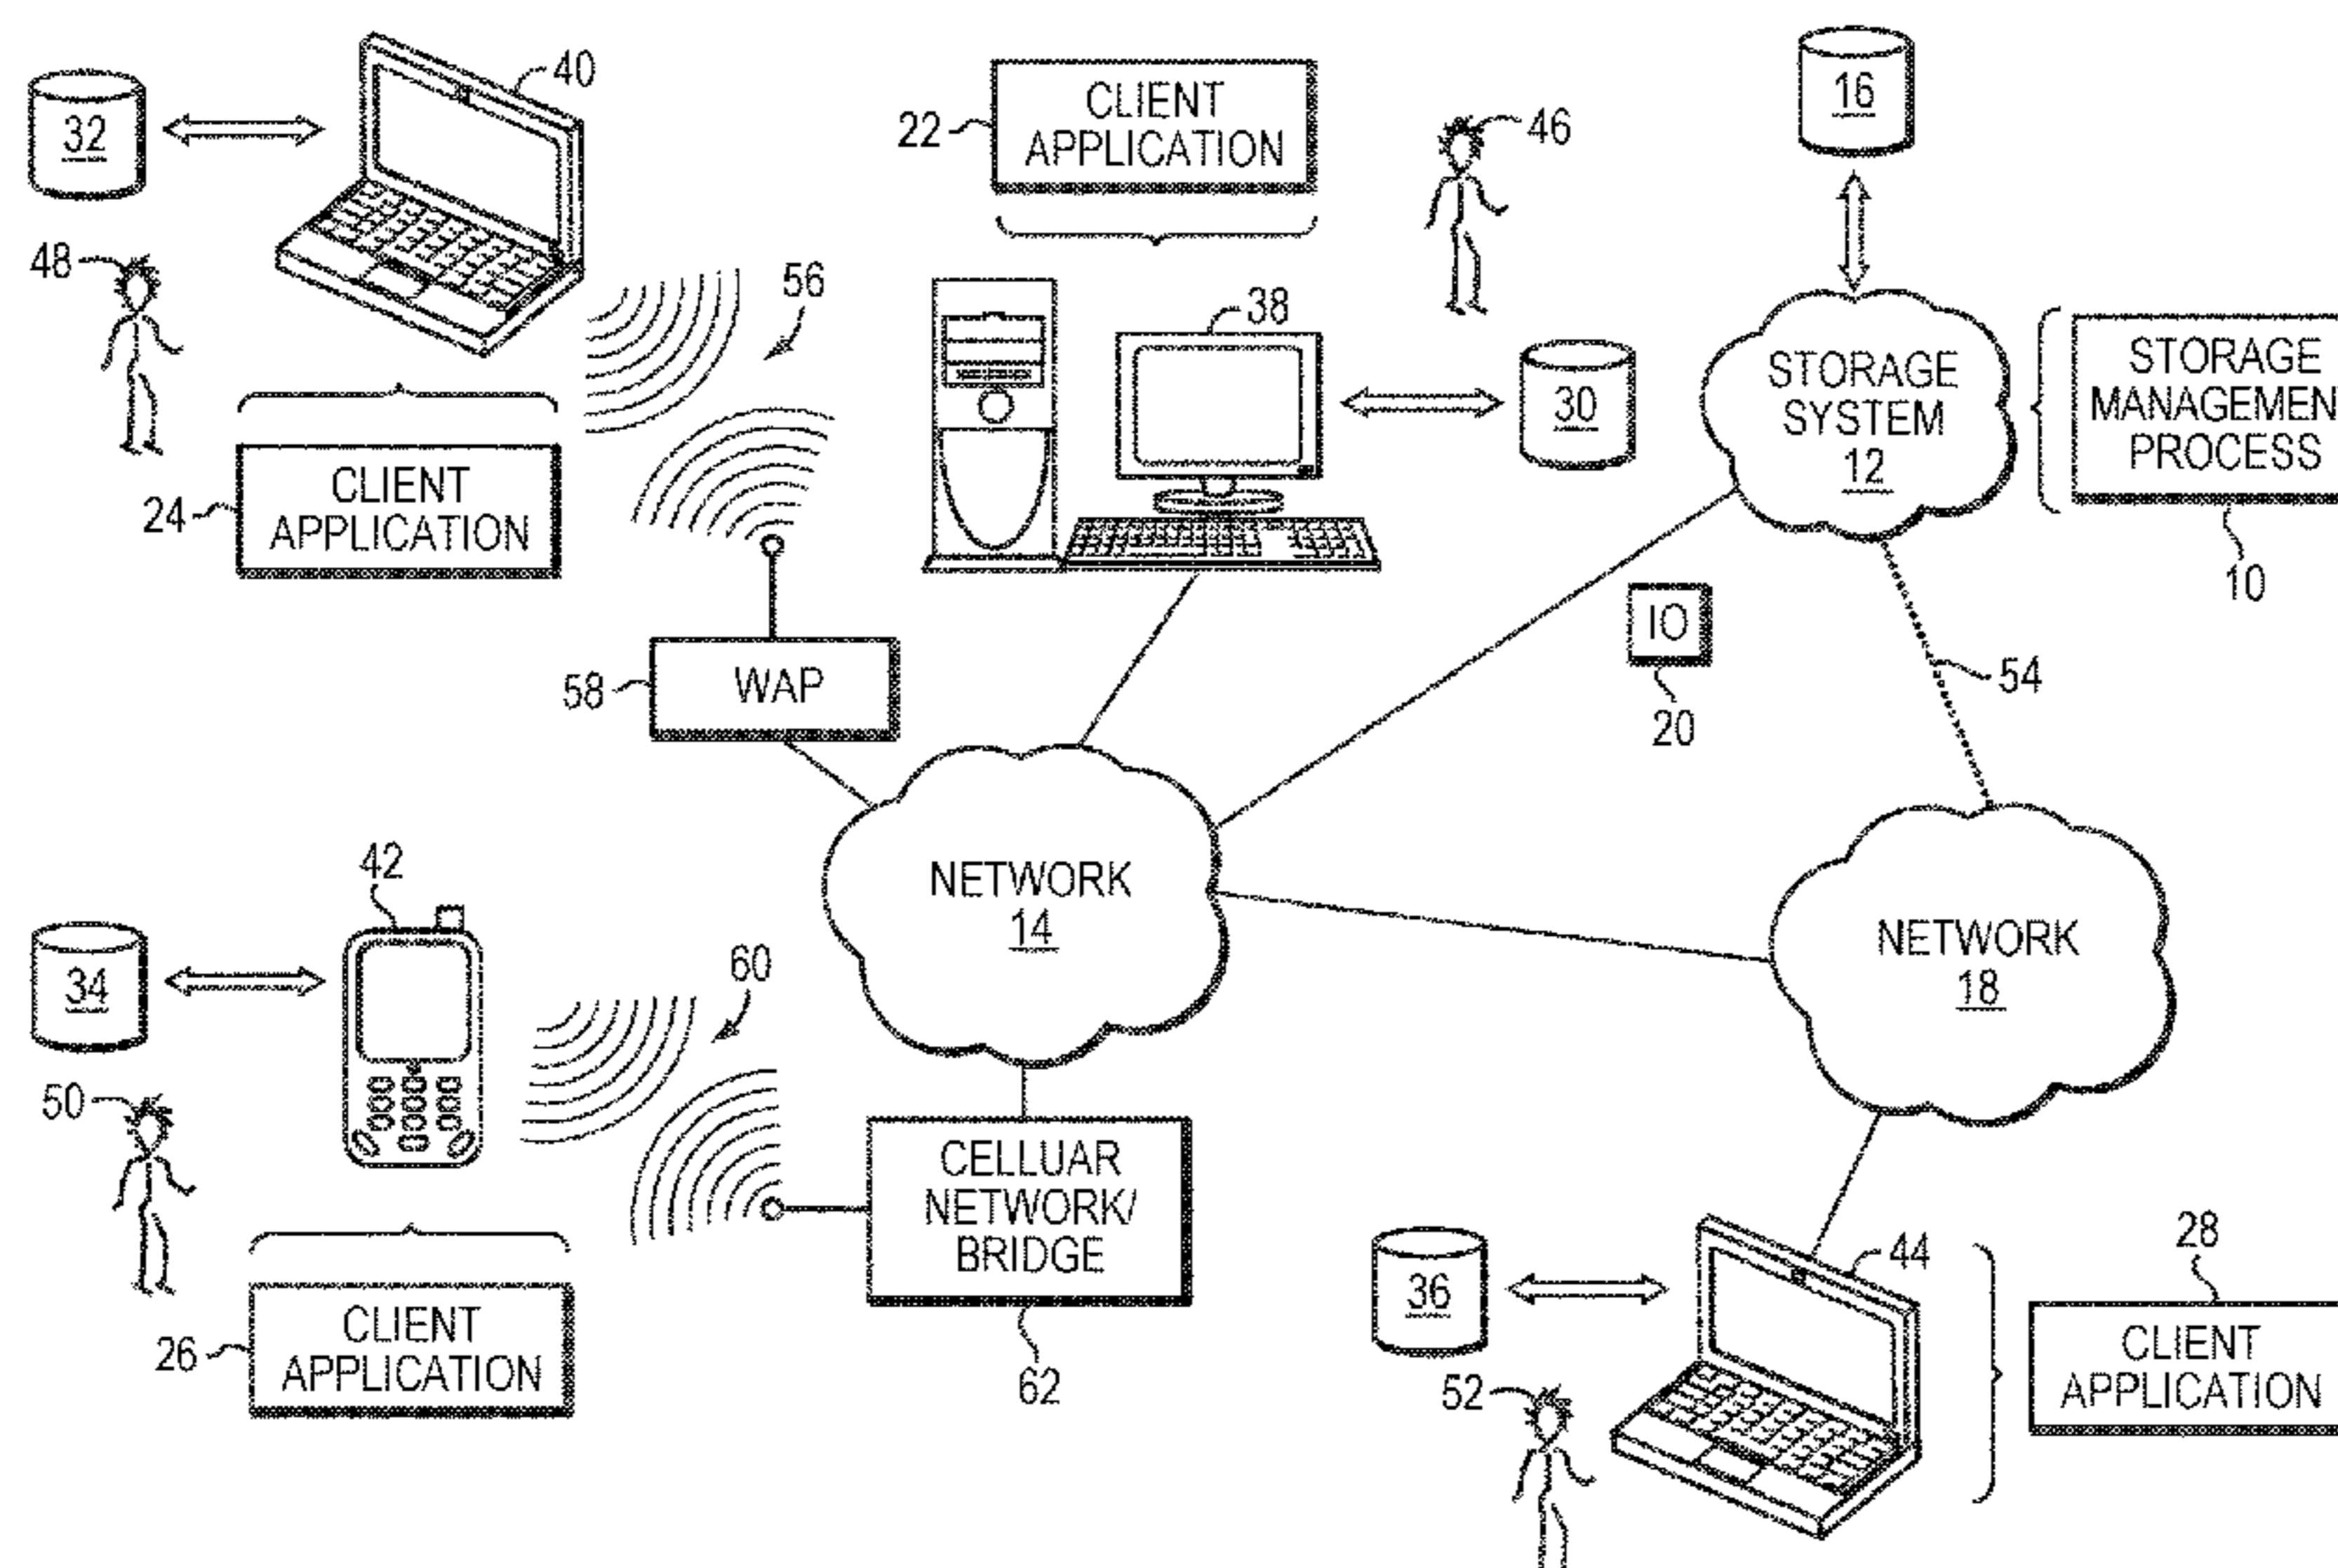 40
32
CLIENT
APPLICATION
22
46
16
48
56
38
STORAGE
SYSTEM
12
STORAGE
MANAGEMEN
PROCESS
30
CLIENT
APPLICATION
24
10
IO
20
54
WAP
58
42
NETWORK
14
NETWORK
18
34
60
50
CELLUAR
NETWORK/
BRIDGE
62
CLIENT
APPLICATION
26
36
44
28
CLIENT
APPLICATION
52